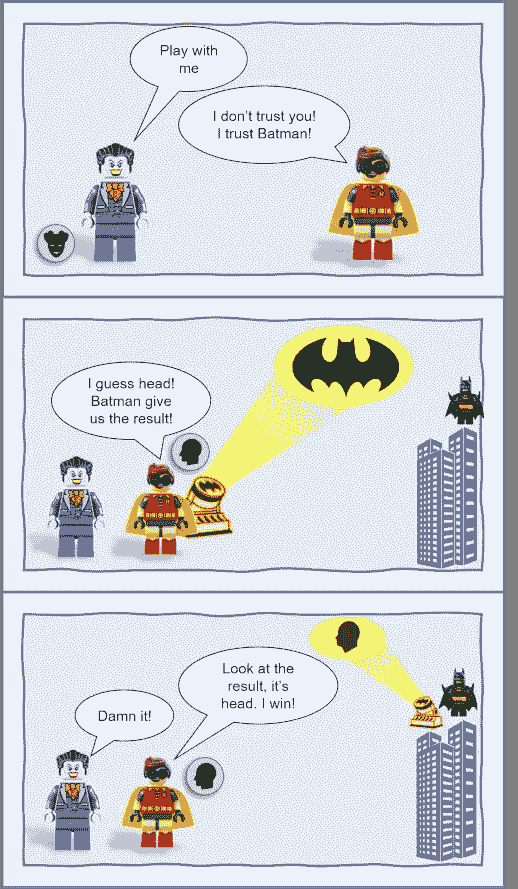 Play with
me
I don't trust you!
I trust Batman!
I guess head!
Batman give
us the result!
Look at the
result, it's
head. I win!
Damn it!